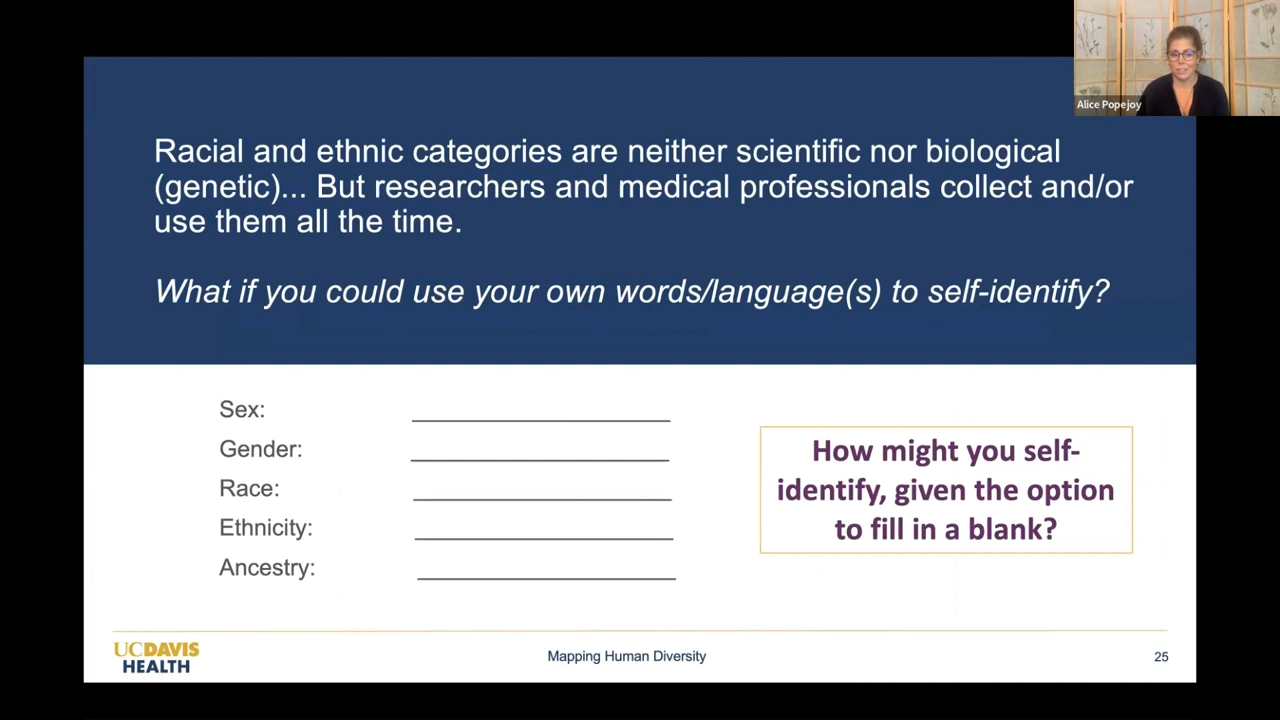 Alice Popejoy
Racial and ethnic categories are neither scientific nor biological
(genetic)... But researchers and medical professionals collect and/or
use them all the time.
What if you could use your own words/language(s) to self-identify?
Sex:
Gender:
Race:
Ethnicity:
Ancestry:
How might you self-
identify, given the option
to fill in a blank?
UCDAVIS
HEALTH
Mapping Human Diversity
25